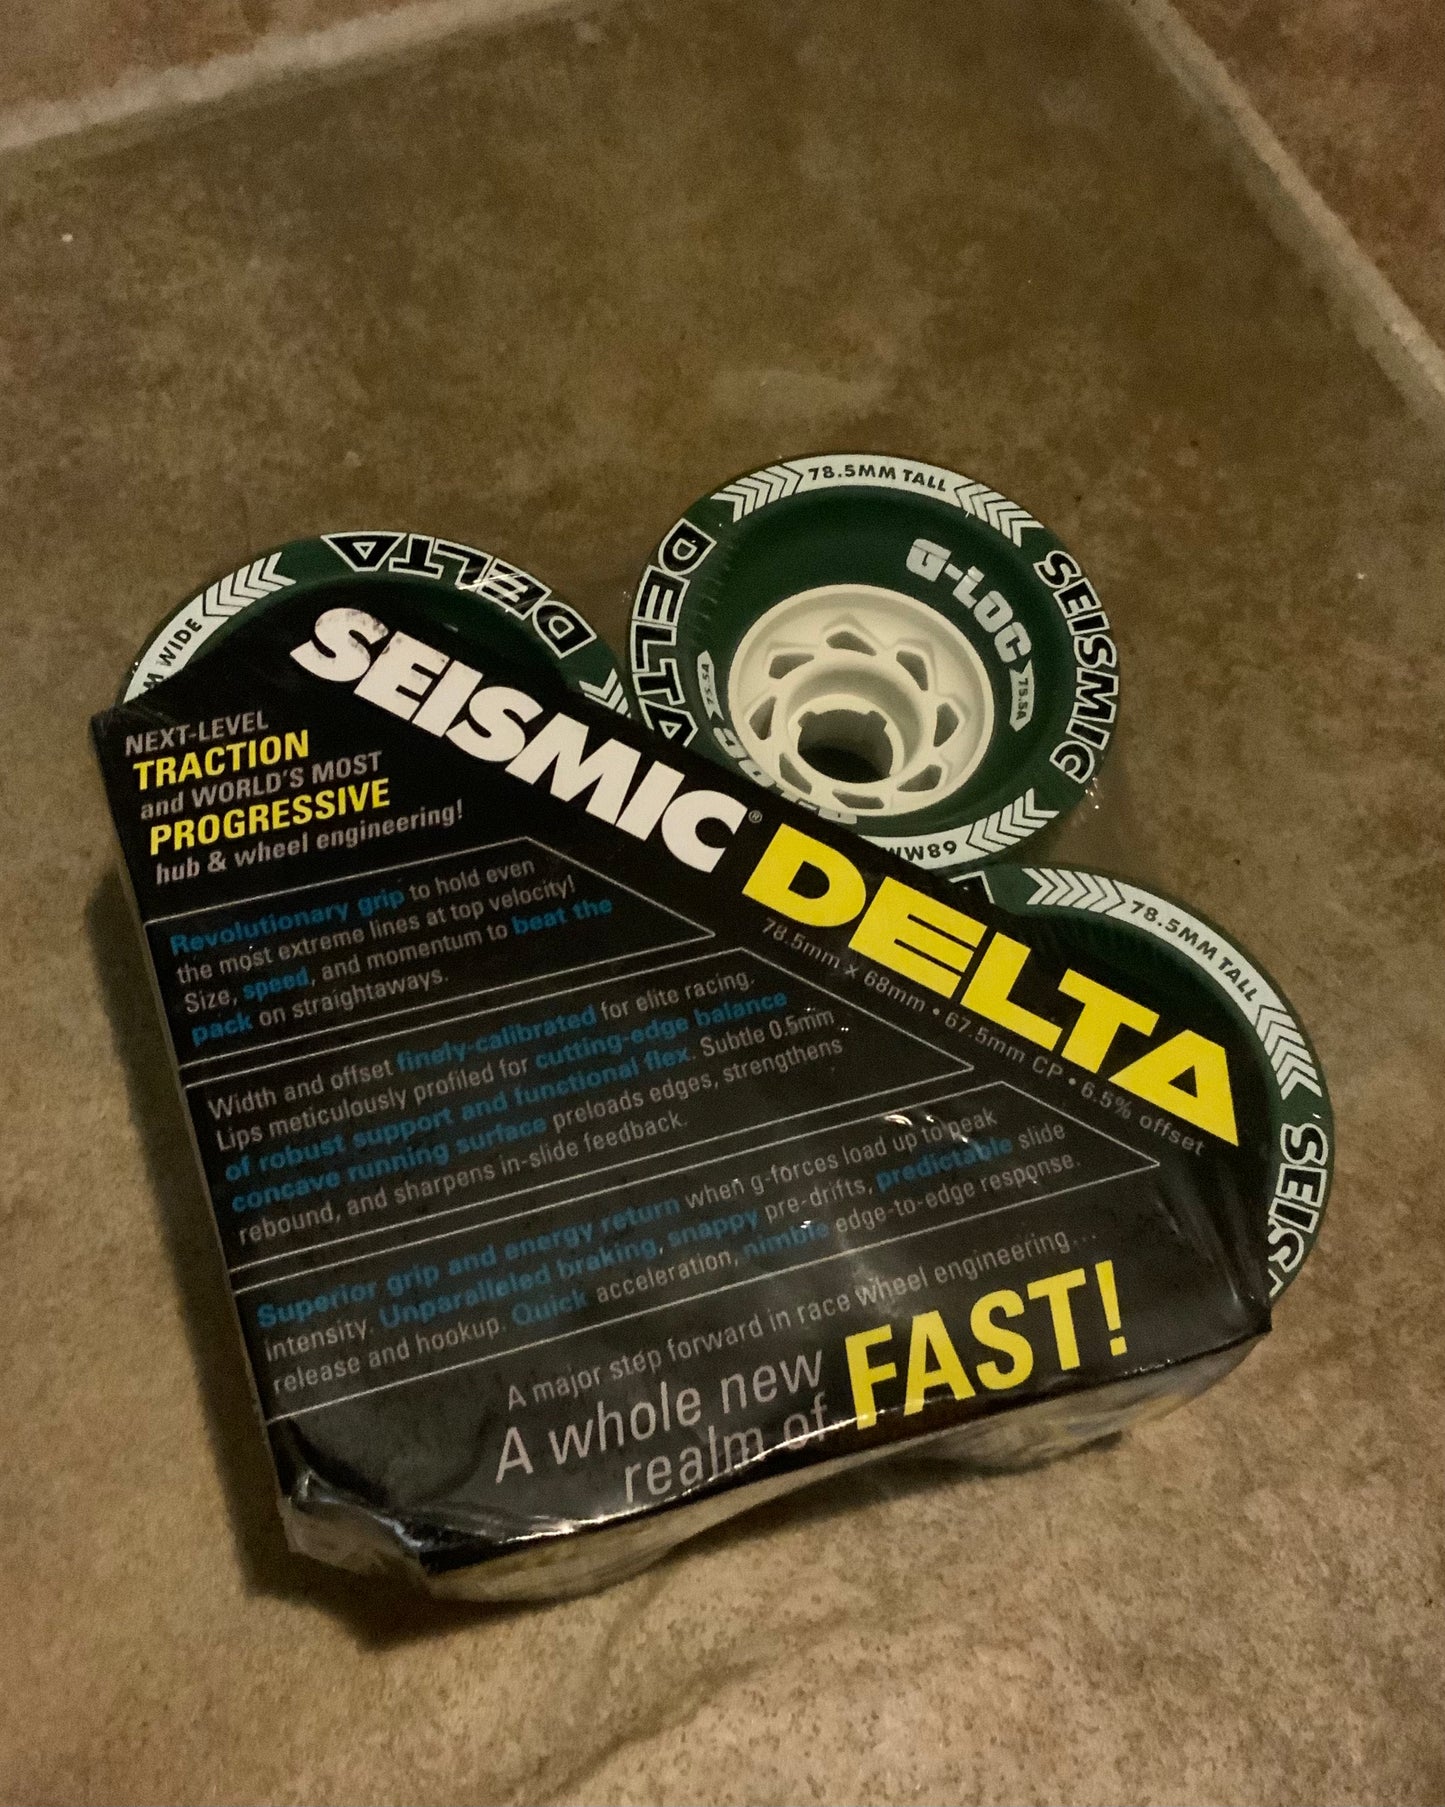 78.5MM TALL
DELTA
SEISMIC
G-LOC
75.5A
75.5A
68MM
DELTA
WIDE
78.5MM TALL
SEISMIC® DELTA
78.5mm x 68mm • 67.5mm CP • 6.5% offset
NEXT-LEVEL
TRACTION
and WORLD'S MOST
PROGRESSIVE
hub & wheel engineering!
Revolutionary grip to hold even
the most extreme lines at top velocity!
Size, speed, and momentum to beat the
pack on straightaways.
Width and offset finely-calibrated for elite racing.
Lips meticulously profiled for cutting-edge balance
of robust support and functional flex. Subtle 0.5mm
concave running surface preloads edges, strengthens
rebound, and sharpens in-slide feedback.
Superior grip and energy return when g-forces load up to peak
intensity. Unparalleled braking, snappy pre-drifts, predictable slide
release and hookup. Quick acceleration, nimble edge-to-edge response.
A major step forward in race wheel engineering...
A whole new
realm of FAST!